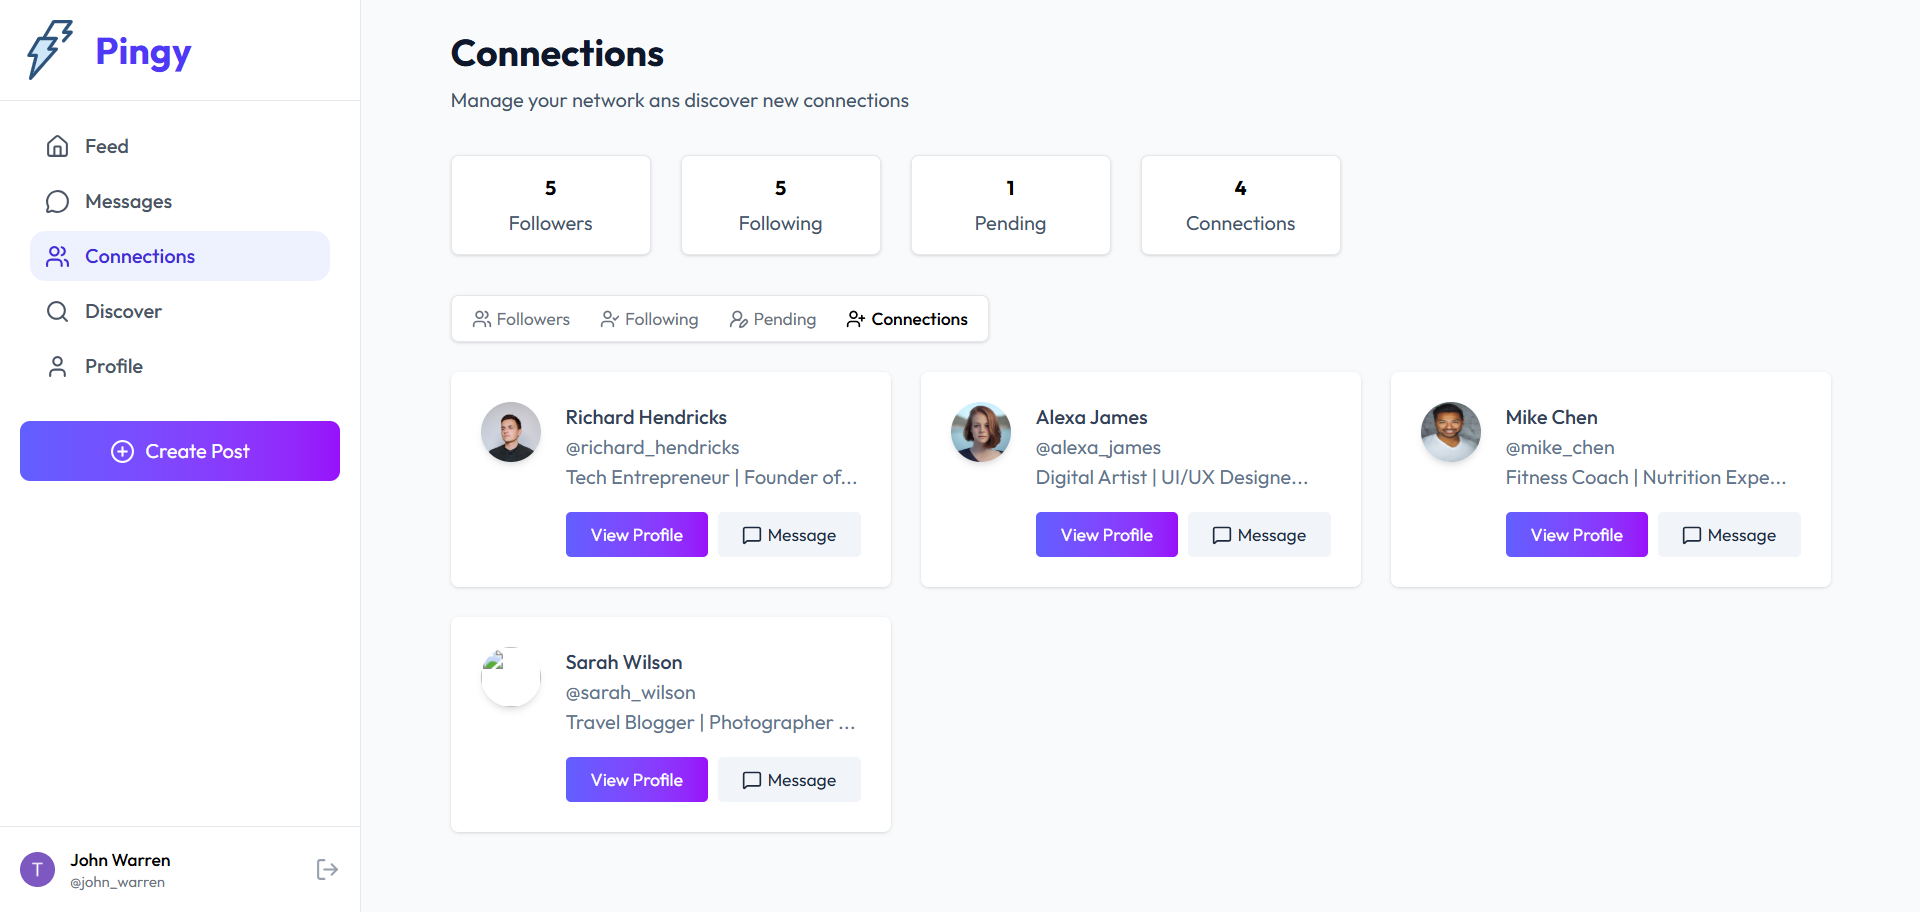 Pingy
Feed
Messages
Connections
Discover
Profile
Create Post
T
John Warren
@john_warren
Connections
Manage your network ans discover new connections
5
Followers
5
Following
1
Pending
4
Connections
Followers
Following
Pending
Connections
Richard Hendricks
@richard_hendricks
Tech Entrepreneur | Founder of...
View Profile
Message
Alexa James
@alexa_james
Digital Artist | UI/UX Designe...
View Profile
Message
Mike Chen
@mike_chen
Fitness Coach | Nutrition Expe...
View Profile
Message
Sarah Wilson
@sarah_wilson
Travel Blogger | Photographer ...
View Profile
Message